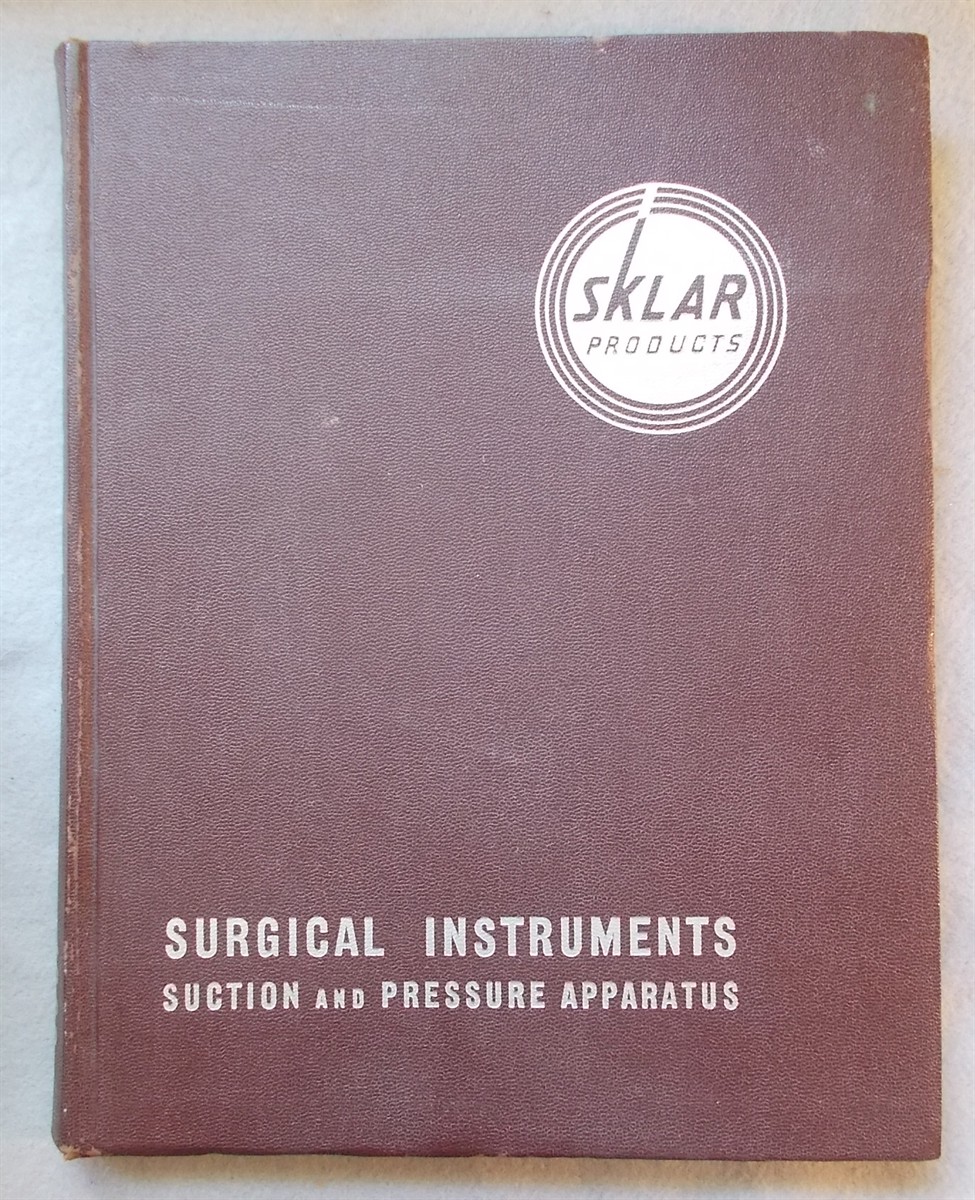 SKLAR
PRODUCTS
SURGICAL INSTRUMENTS
SUCTION AND PRESSURE APPARATUS